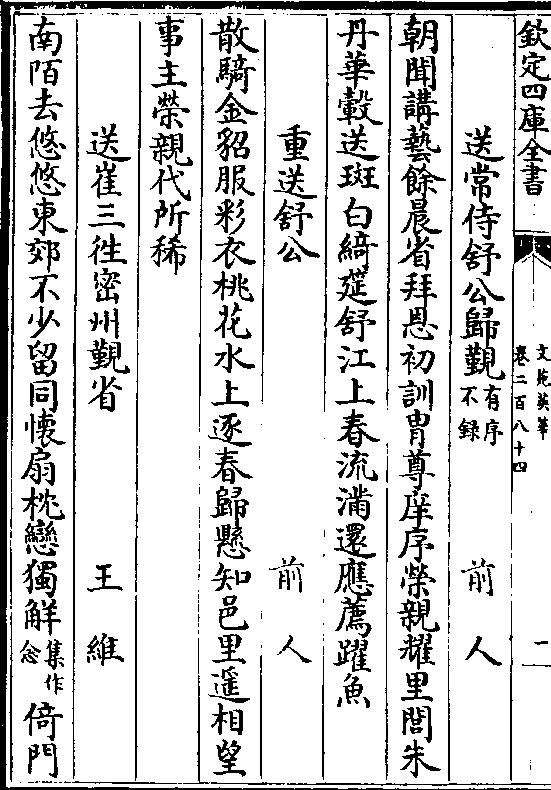 欽定四庫全書
文苑英華
卷二百八十四
二
送常侍舒公歸覲有序不録 前人
朝聞講藝餘晨省拜恩初訓胄尊庠序榮親耀里閭朱
丹華轂送斑白綺筵舒江上春流滿還應薦躍魚
重送舒公 前人
散騎金貂服彩衣桃花水上逐春歸懸知邑里遥相望
事主榮親代所稀
送崔三徃密州覲省 王維
南陌去悠悠東郊不少留同懷扇枕戀獨解集作念倚門